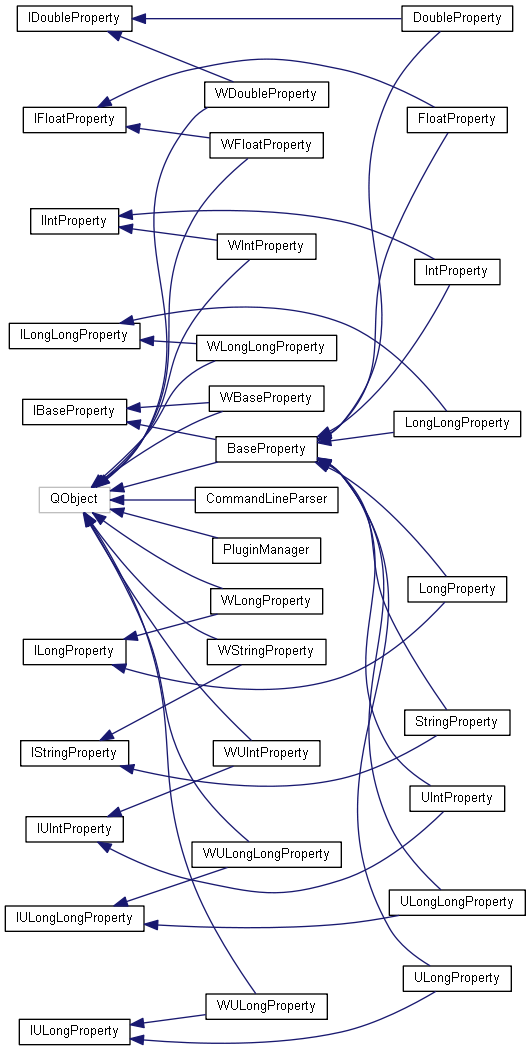 IDoubleProperty
DoubleProperty
WDoubleProperty
IFloatProperty
FloatProperty
WFloatProperty
IIntProperty
WIntProperty
IntProperty
ILongLongProperty
WLongLongProperty
WBaseProperty
IBaseProperty
LongLongProperty
BaseProperty
QObject
CommandLineParser
PluginManager
LongProperty
WLongProperty
ILongProperty
WStringProperty
StringProperty
IStringProperty
WUIntProperty
UIntProperty
IUIntProperty
WULongLongProperty
ULongLongProperty
IULongLongProperty
ULongProperty
WULongProperty
IULongProperty